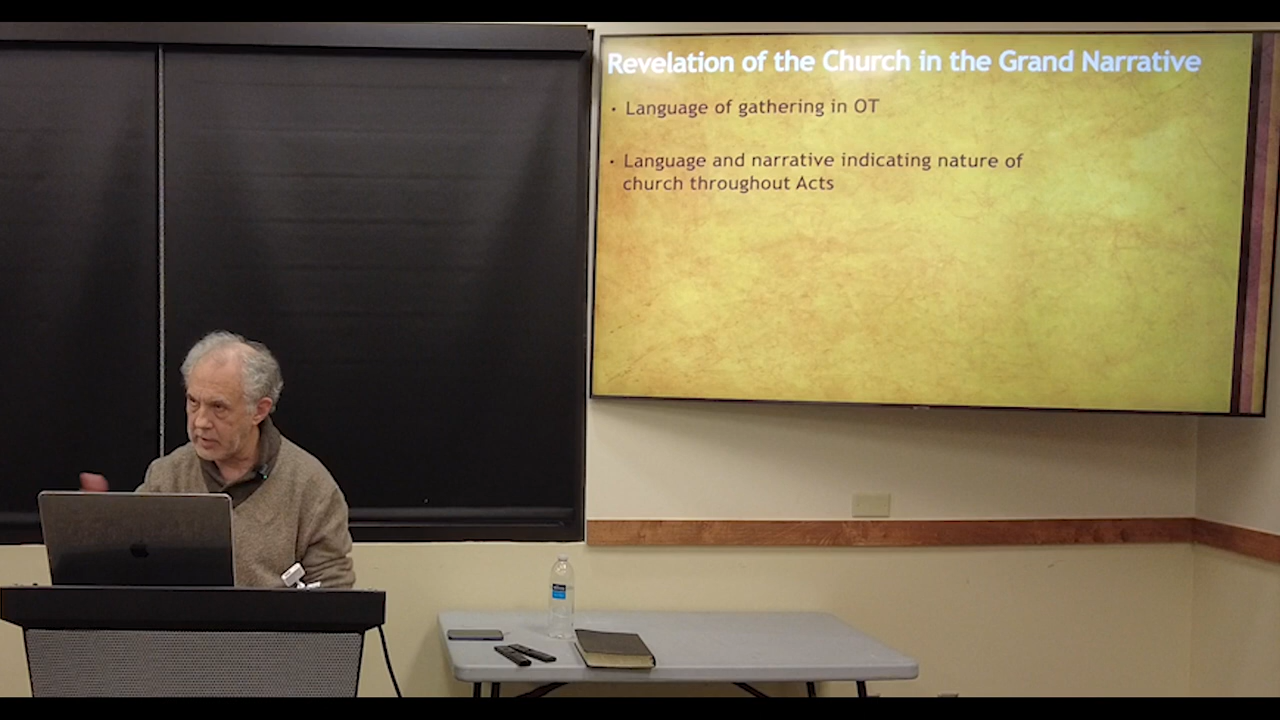 Revelation of the Church in the Grand Narrative
• Language of gathering in OT
• Language and narrative indicating nature of
church throughout Acts